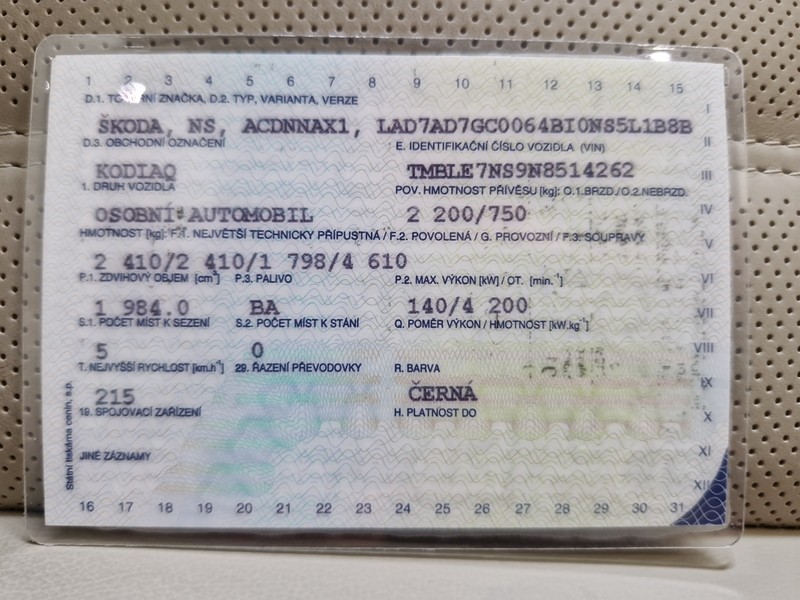 1 2 3 4 5 6 7 8 9 10 11 12 13 14 15
D.1. TOVÁRNÍ ZNAČKA, D.2. TYP, VARIANTA, VERZE
I
ŠKODA, NS, ACDNNAX1, LAD7AD7GC0064BI0NS5L1B8B
D.3. OBCHODNÍ OZNAČENÍ E. IDENTIFIKAČNÍ ČÍSLO VOZIDLA (VIN)
II
KODIAQ TMBLE7NS9N8514262
III
1. DRUH VOZIDLA POV. HMOTNOST PŘÍVĚSU [kg]: O.1.BRZD./O.2.NEBRZD.
OSOBNÍ AUTOMOBIL 2 200/750
IV
HMOTNOST [kg]: F.1. NEJVĚTŠÍ TECHNICKY PŘÍPUSTNÁ / F.2. POVOLENÁ / G. PROVOZNÍ / F.3. SOUPRAVY
V
2 410/2 410/1 798/4 610
P.1. ZDVIHOVÝ OBJEM [cm³] P.3. PALIVO P.2. MAX. VÝKON [kW] / OT. [min.⁻¹]
VI
1 984.0 BA 140/4 200
VII
S.1. POČET MÍST K SEZENÍ S.2. POČET MÍST K STÁNÍ Q. POMĚR VÝKON / HMOTNOST [kW.kg⁻¹]
5 0
VIII
T. NEJVYŠŠÍ RYCHLOST [km.h⁻¹] 29. ŘAZENÍ PŘEVODOVKY R. BARVA
IX
215 ČERNÁ
19. SPOJOVACÍ ZAŘÍZENÍ H. PLATNOST DO
X
JINÉ ZÁZNAMY
XI
XII
16 17 18 19 20 21 22 23 24 25 26 27 28 29 30 31
Státní tiskárna cenin, s.p.